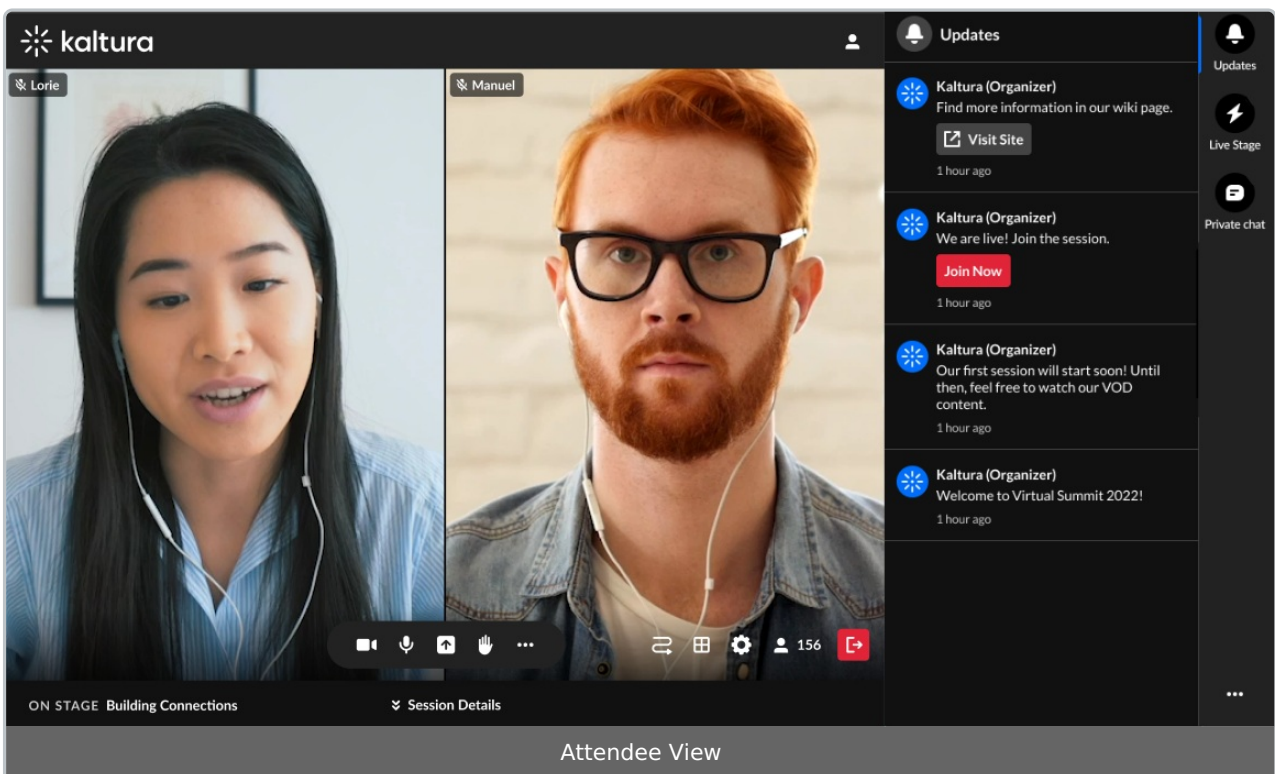 kaltura
Lorie
Manuel
156
ON STAGE Building Connections
Session Details
Updates
Kaltura (Organizer)
Find more information in our wiki page.
Visit Site
1 hour ago
Kaltura (Organizer)
We are live! Join the session.
Join Now
1 hour ago
Kaltura (Organizer)
Our first session will start soon! Until
then, feel free to watch our VOD
content.
1 hour ago
Kaltura (Organizer)
Welcome to Virtual Summit 2022!
1 hour ago
Updates
Live Stage
Private chat
Attendee View